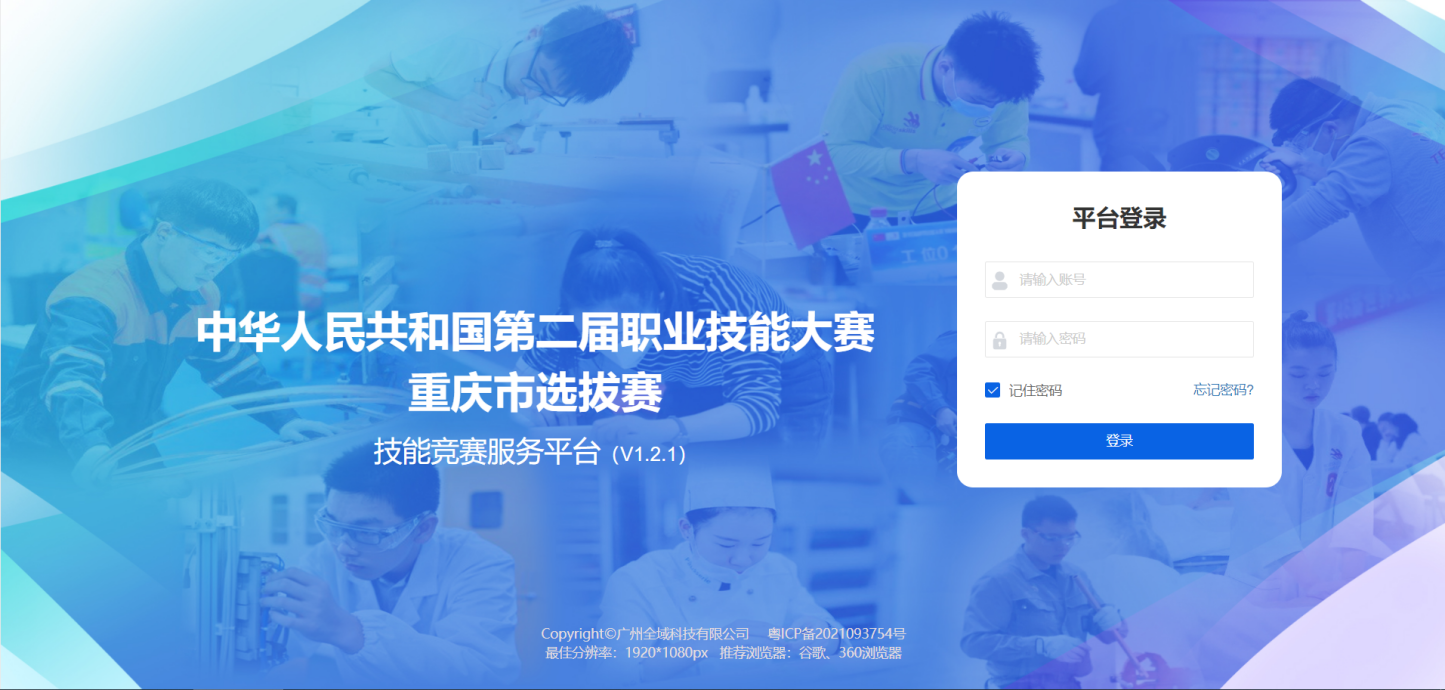 中华人民共和国第二届职业技能大赛
重庆市选拔赛
技能竞赛服务平台（V1.2.1）
平台登录
请输入账号
请输入密码
记住密码 忘记密码?
登录
Copyright©广州全域科技有限公司 粤ICP备2021093754号
最佳分辨率：1920*1080px 推荐浏览器：谷歌、360浏览器